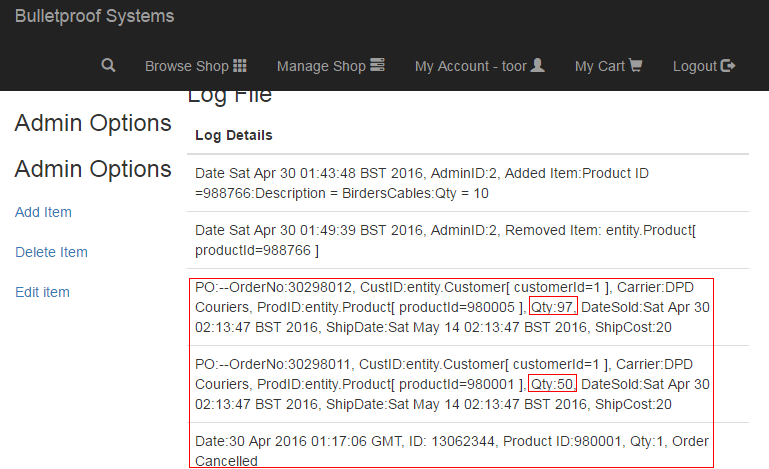 Bulletproof Systems
Browse Shop
Manage Shop
My Account - toor
My Cart
Logout
Log File
Admin Options
Admin Options
Add Item
Delete Item
Edit item
Log Details
Date Sat Apr 30 01:43:48 BST 2016, AdminID:2, Added Item:Product ID
=988766:Description = BirdersCables:Qty = 10
Date Sat Apr 30 01:49:39 BST 2016, AdminID:2, Removed Item: entity.Product[
productId=988766 ]
PO:--OrderNo:30298012, CustID:entity.Customer[ customerId=1 ], Carrier:DPD
Couriers, ProdID:entity.Product[ productId=980005 ], Qty:97, DateSold:Sat Apr 30
02:13:47 BST 2016, ShipDate:Sat May 14 02:13:47 BST 2016, ShipCost:20
PO:--OrderNo:30298011, CustID:entity.Customer[ customerId=1 ], Carrier:DPD
Couriers, ProdID:entity.Product[ productId=980001 ], Qty:50, DateSold:Sat Apr 30
02:13:47 BST 2016, ShipDate:Sat May 14 02:13:47 BST 2016, ShipCost:20
Date:30 Apr 2016 01:17:06 GMT, ID: 13062344, Product ID:980001, Qty:1, Order
Cancelled